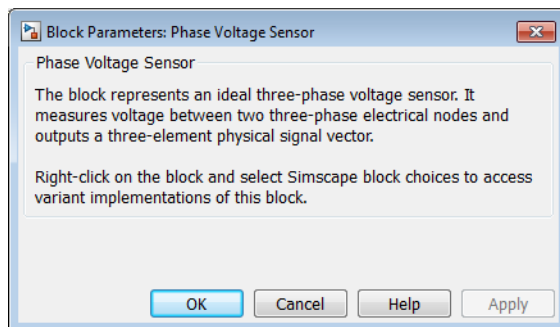 Block Parameters: Phase Voltage Sensor
Phase Voltage Sensor
The block represents an ideal three-phase voltage sensor. It
measures voltage between two three-phase electrical nodes and
outputs a three-element physical signal vector.
Right-click on the block and select Simscape block choices to access
variant implementations of this block.
OK Cancel Help Apply